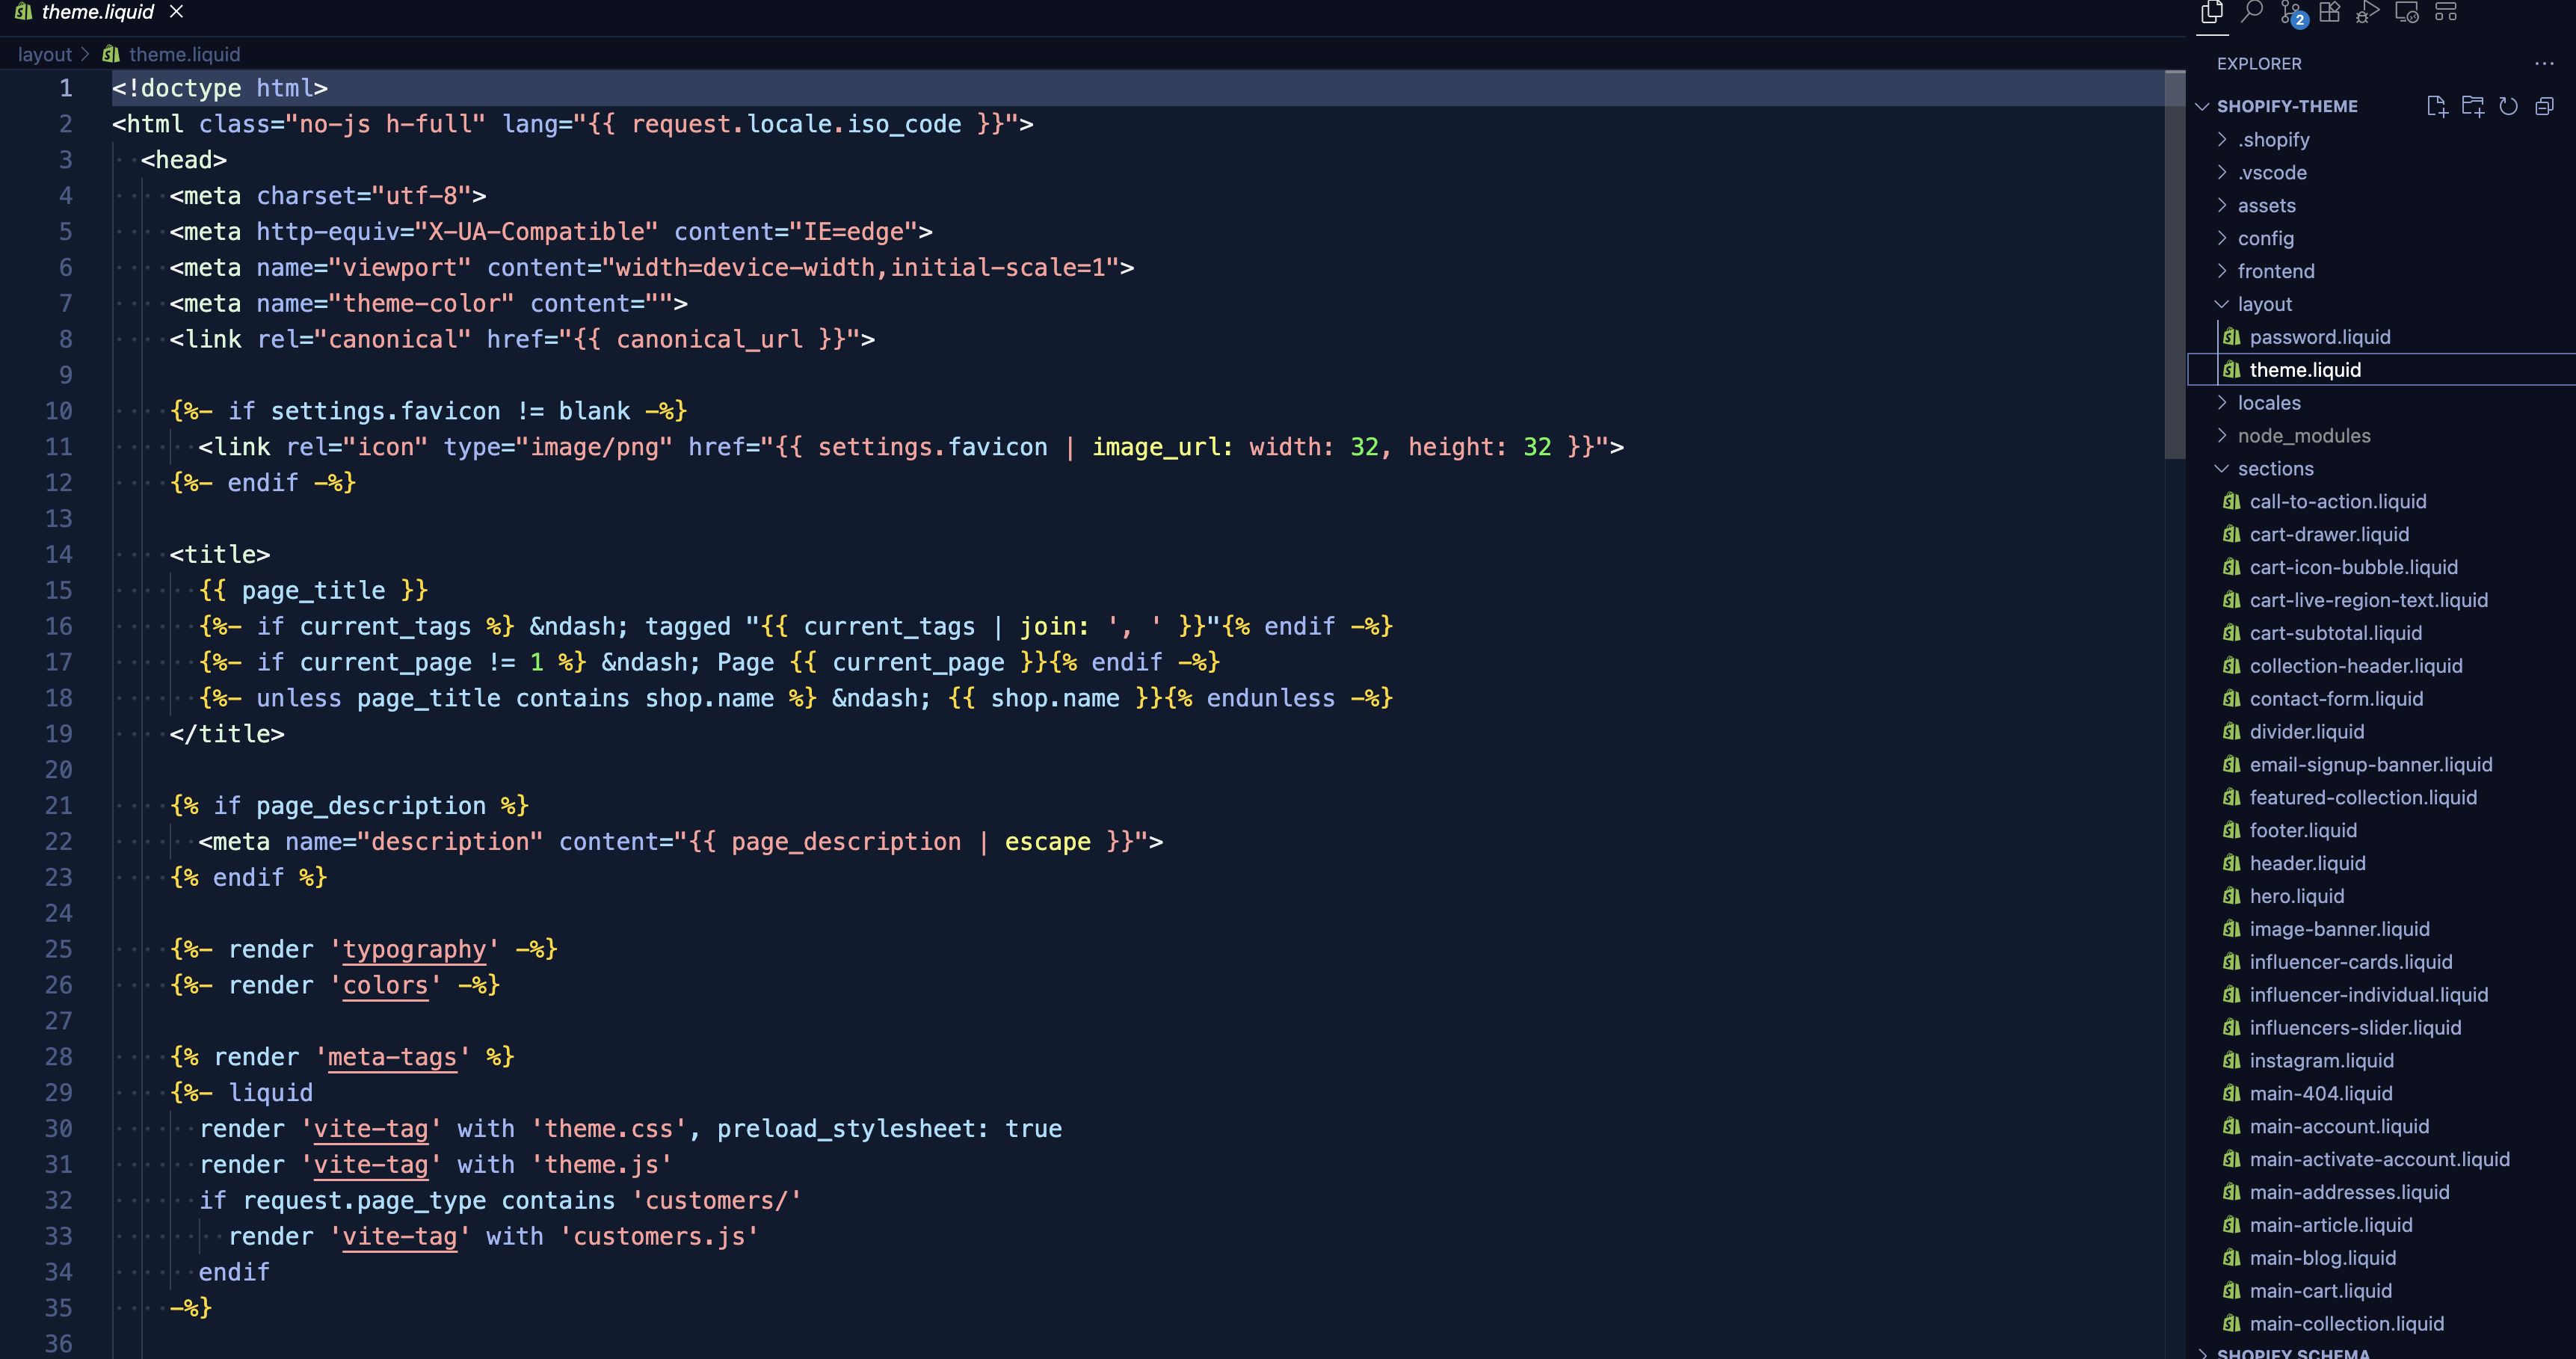 theme.liquid
layout > theme.liquid
1 <!doctype html>
2 <html class="no-js h-full" lang="{{ request.locale.iso_code }}">
3 <head>
4 <meta charset="utf-8">
5 <meta http-equiv="X-UA-Compatible" content="IE=edge">
6 <meta name="viewport" content="width=device-width,initial-scale=1">
7 <meta name="theme-color" content="">
8 <link rel="canonical" href="{{ canonical_url }}">
9
10 {%- if settings.favicon != blank -%}
11 <link rel="icon" type="image/png" href="{{ settings.favicon | image_url: width: 32, height: 32 }}">
12 {%- endif -%}
13
14 <title>
15 {{ page_title }}
16 {%- if current_tags %} &ndash; tagged "{{ current_tags | join: ', ' }}"{% endif -%}
17 {%- if current_page != 1 %} &ndash; Page {{ current_page }}{% endif -%}
18 {%- unless page_title contains shop.name %} &ndash; {{ shop.name }}{% endunless -%}
19 </title>
20
21 {% if page_description %}
22 <meta name="description" content="{{ page_description | escape }}">
23 {% endif %}
24
25 {%- render 'typography' -%}
26 {%- render 'colors' -%}
27
28 {% render 'meta-tags' %}
29 {%- liquid
30 render 'vite-tag' with 'theme.css', preload_stylesheet: true
31 render 'vite-tag' with 'theme.js'
32 if request.page_type contains 'customers/'
33 render 'vite-tag' with 'customers.js'
34 endif
35 -%}
36
2
EXPLORER
SHOPIFY-THEME
.shopify
.vscode
assets
config
frontend
layout
password.liquid
theme.liquid
locales
node_modules
sections
call-to-action.liquid
cart-drawer.liquid
cart-icon-bubble.liquid
cart-live-region-text.liquid
cart-subtotal.liquid
collection-header.liquid
contact-form.liquid
divider.liquid
email-signup-banner.liquid
featured-collection.liquid
footer.liquid
header.liquid
hero.liquid
image-banner.liquid
influencer-cards.liquid
influencer-individual.liquid
influencers-slider.liquid
instagram.liquid
main-404.liquid
main-account.liquid
main-activate-account.liquid
main-addresses.liquid
main-article.liquid
main-blog.liquid
main-cart.liquid
main-collection.liquid
SHOPIFY SCHEMA